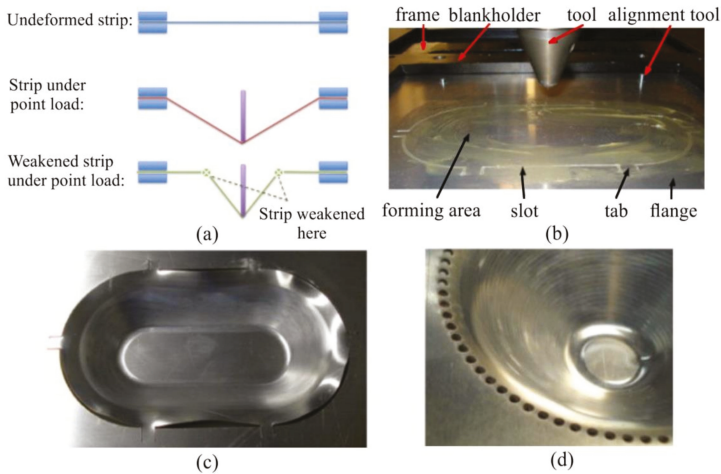 Undeformed strip:
Strip under
point load:
Weakened strip
under point load:
Strip weakened
here
(a)
frame blankholder tool alignment tool
forming area slot tab flange
(b)
(c)
(d)